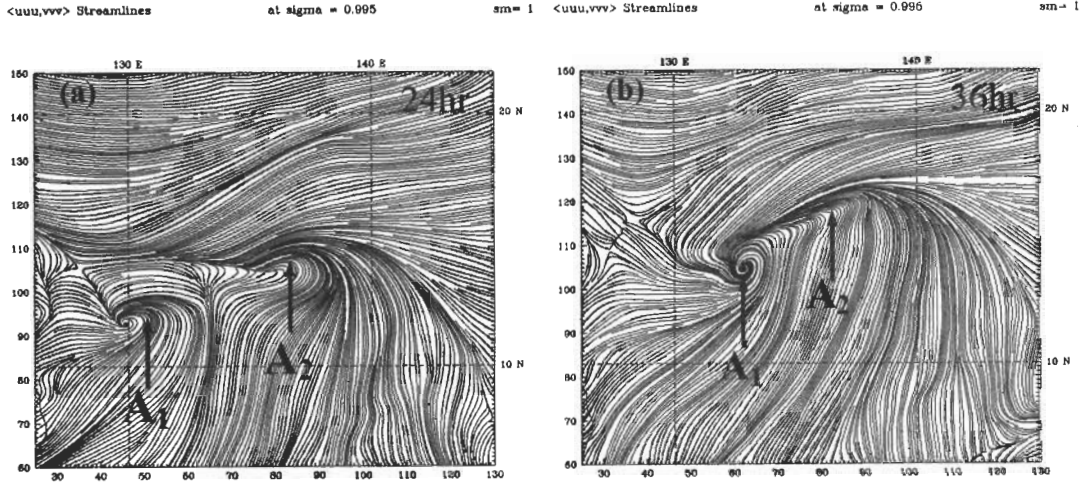 <uuu,vvv> Streamlines at sigma = 0.995 sm= 1
130 E 140 E
(a) 24hr
150
140
130
120
110
100
90
80
70
60
20 N
10 N
A1
A2
30 40 50 60 70 80 90 100 110 120 130
<uuu,vvv> Streamlines at sigma = 0.995 sm= 1
130 E 140 E
(b) 36hr
150
140
130
120
110
100
90
80
70
60
20 N
10 N
A1
A2
30 40 50 60 70 80 90 100 110 120 130